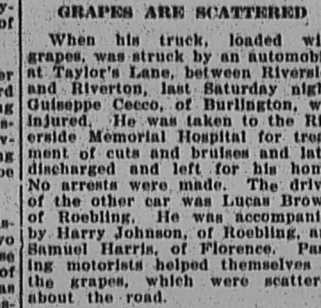 GRAPES ARE SCATTERED
When his truck, loaded wi
grapes, was struck by an automobi
at Taylor's Lane, between Riversi
and Riverton, last Saturday nigh
Guiseppe Cecco, of Burlington, w
injured. He was taken to the Ri
erside Memorial Hospital for trea
ment of cuts and bruises and lat
discharged and left for his hom
No arrests were made. The driv
of the other car was Lucas Brow
of Roebling. He was accompani
by Harry Johnson, of Roebling, an
Samuel Harris, of Florence. Pas
ing motorists helped themselves
the grapes, which were scatter
about the road.